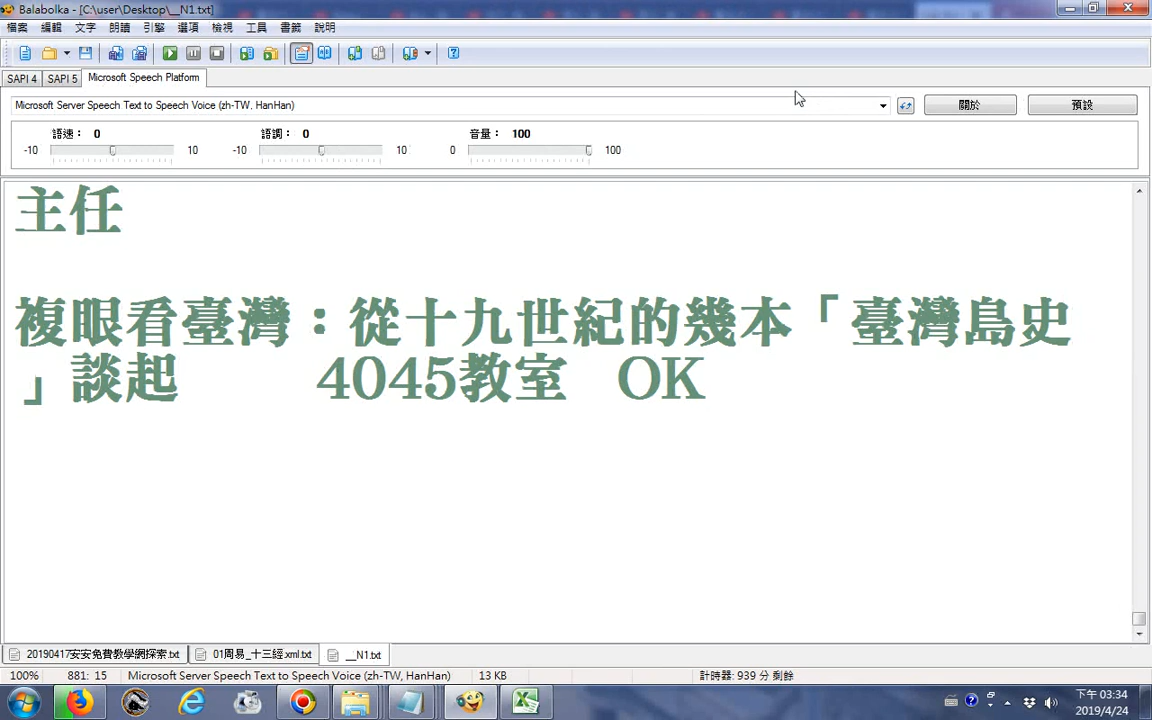 Balabolka - [C:\user\Desktop\__N1.txt]
檔案 編輯 文字 朗讀 引擎 選項 檢視 工具 書籤 說明
SAPI 4 SAPI 5 Microsoft Speech Platform
Microsoft Server Speech Text to Speech Voice (zh-TW, HanHan) 關於 預設
語速： 0 語調： 0 音量： 100
-10 10 -10 10 0 100
主任
複眼看臺灣：從十九世紀的幾本「臺灣島史
」談起 4045教室 OK
20190417安安免費教學網探索.txt 01周易_十三經.txt __N1.txt
100% 881: 15 Microsoft Server Speech Text to Speech Voice (zh-TW, HanHan) 13 KB 計時器: 939 分 剩餘
下午 03:34
2019/4/24